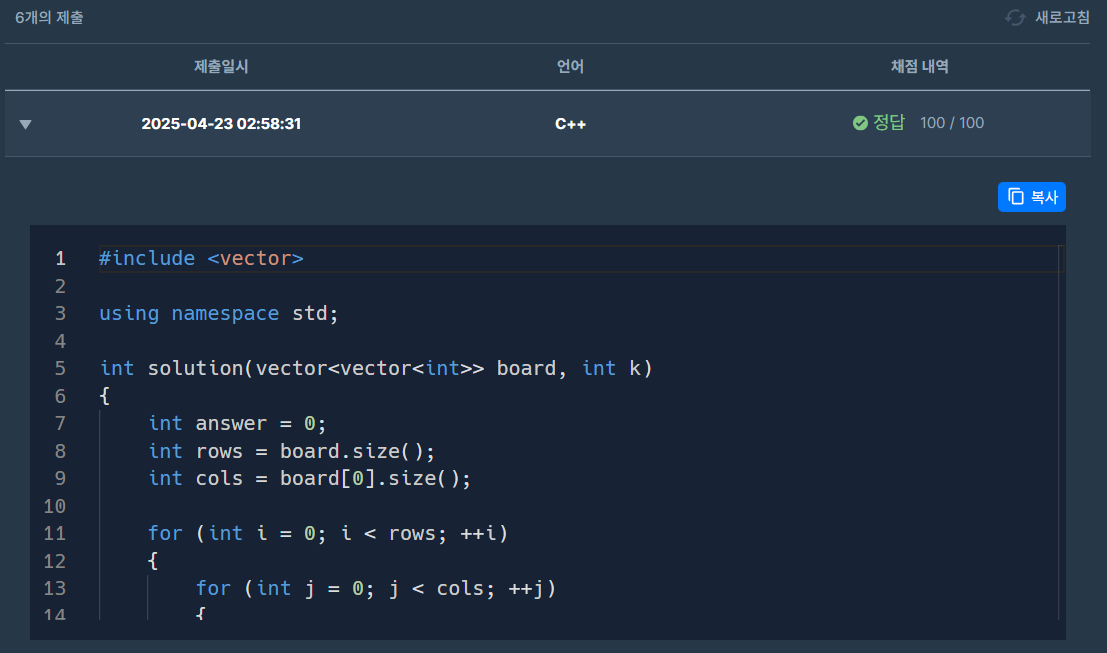 6개의 제출 새로고침
제출일시 언어 채점 내역
2025-04-23 02:58:31 C++ 정답 100 / 100
복사
1 #include <vector>
2
3 using namespace std;
4
5 int solution(vector<vector<int>> board, int k)
6 {
7     int answer = 0;
8     int rows = board.size();
9     int cols = board[0].size();
10
11     for (int i = 0; i < rows; ++i)
12     {
13         for (int j = 0; j < cols; ++j)
14         {